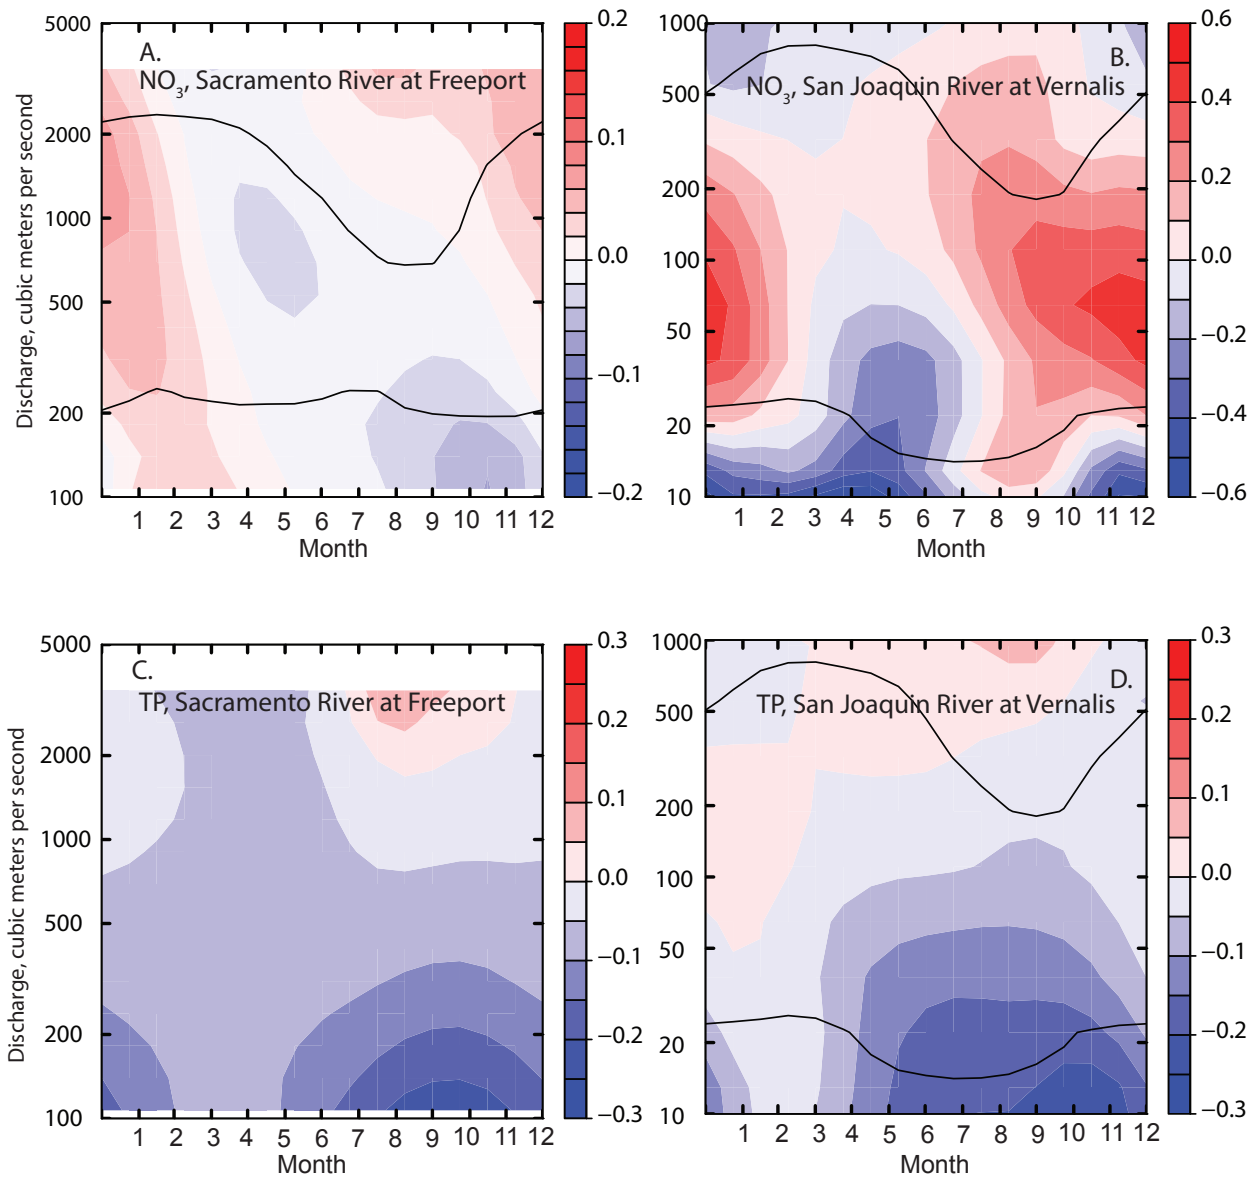 A.
NO3, Sacramento River at Freeport
5000
2000
1000
500
200
100
Discharge, cubic meters per second
1 2 3 4 5 6 7 8 9 10 11 12
Month
0.2
0.1
0.0
−0.1
−0.2
B.
NO3, San Joaquin River at Vernalis
1000
500
200
100
50
20
10
1 2 3 4 5 6 7 8 9 10 11 12
Month
0.6
0.4
0.2
0.0
−0.2
−0.4
−0.6
C.
TP, Sacramento River at Freeport
5000
2000
1000
500
200
100
Discharge, cubic meters per second
1 2 3 4 5 6 7 8 9 10 11 12
Month
0.3
0.2
0.1
0.0
−0.1
−0.2
−0.3
D.
TP, San Joaquin River at Vernalis
1000
500
200
100
50
20
10
1 2 3 4 5 6 7 8 9 10 11 12
Month
0.3
0.2
0.1
0.0
−0.1
−0.2
−0.3